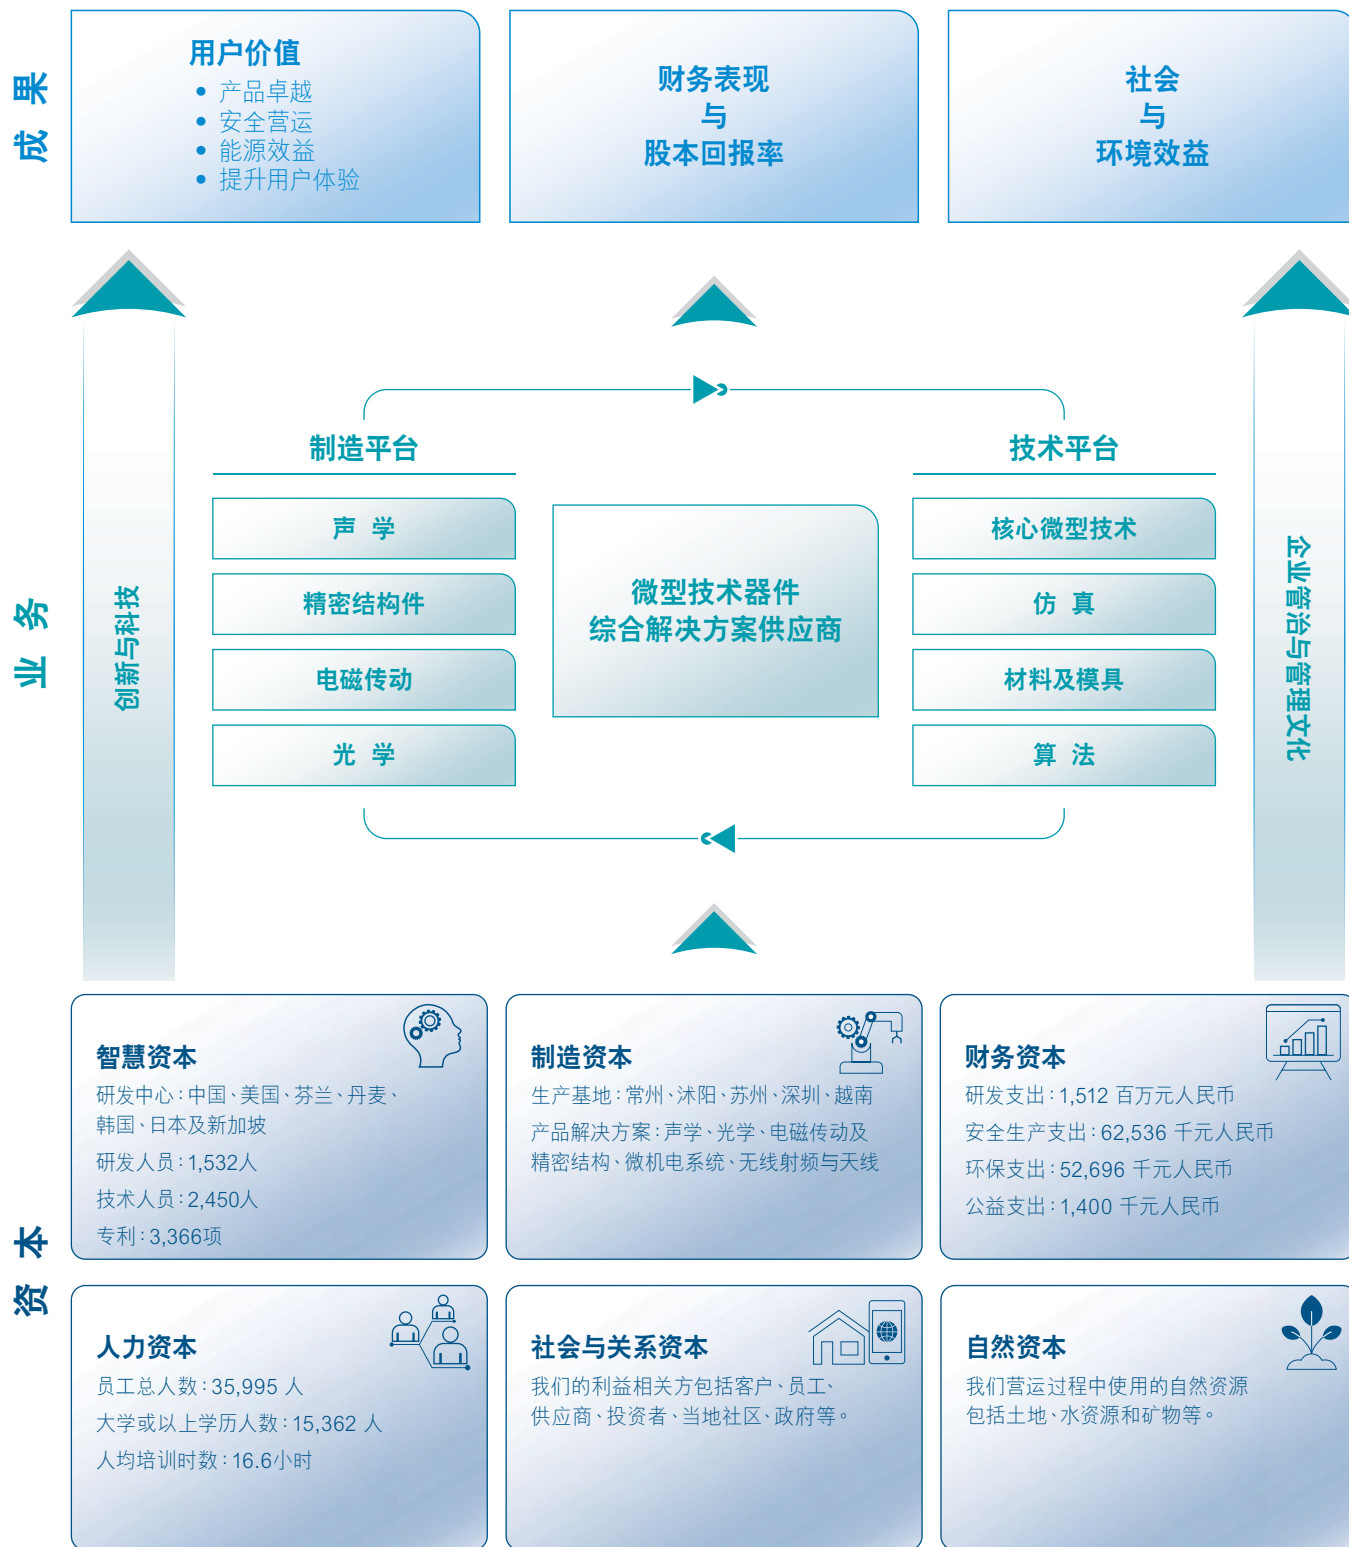 成果
用户价值
• 产品卓越
• 安全营运
• 能源效益
• 提升用户体验
财务表现
与
股本回报率
社会
与
环境效益
业务
创新与科技
制造平台
声 学
精密结构件
电磁传动
光 学
微型技术器件
综合解决方案供应商
技术平台
核心微型技术
仿 真
材料及模具
算 法
企业管治与管理文化
资本
智慧资本
研发中心：中国、美国、芬兰、丹麦、
韩国、日本及新加坡
研发人员：1,532人
技术人员：2,450人
专利：3,366项
制造资本
生产基地：常州、沭阳、苏州、深圳、越南
产品解决方案：声学、光学、电磁传动及
精密结构、微机电系统、无线射频与天线
财务资本
研发支出：1,512 百万元人民币
安全生产支出：62,536 千元人民币
环保支出：52,696 千元人民币
公益支出：1,400 千元人民币
人力资本
员工总人数：35,995 人
大学或以上学历人数：15,362 人
人均培训时数：16.6小时
社会与关系资本
我们的利益相关方包括客户、员工、
供应商、投资者、当地社区、政府等。
自然资本
我们营运过程中使用的自然资源
包括土地、水资源和矿物等。